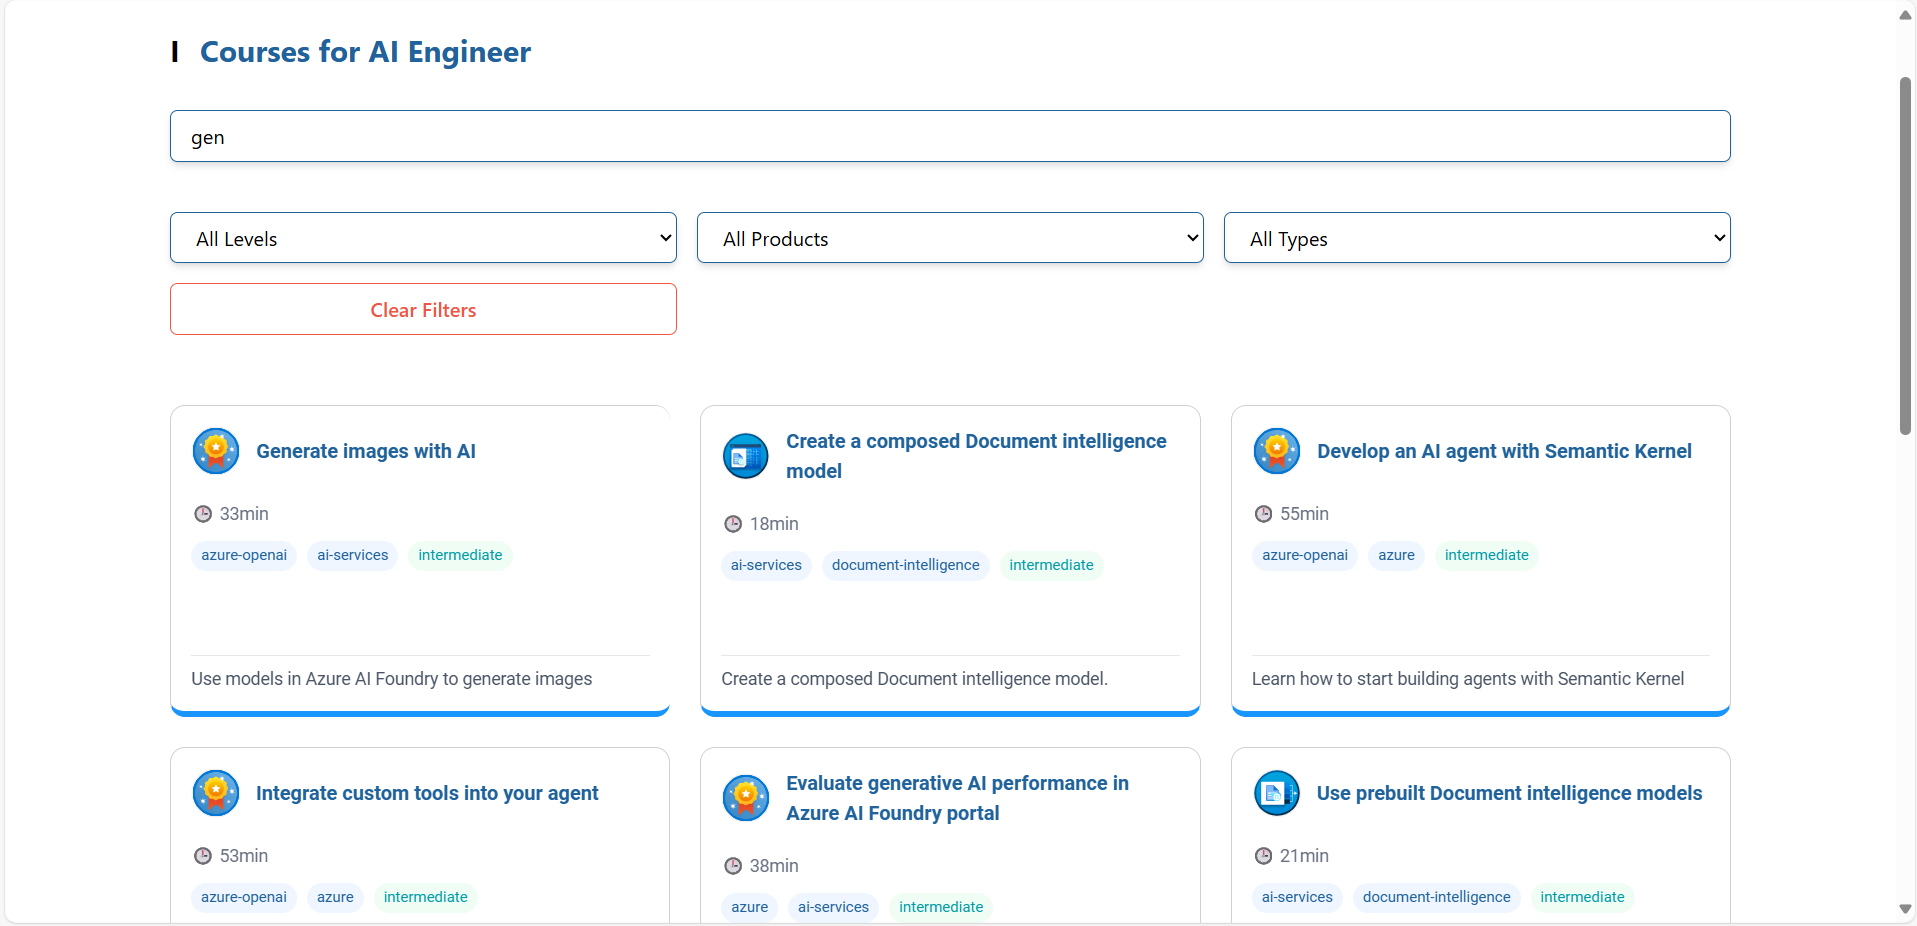 I Courses for AI Engineer
gen
All Levels
All Products
All Types
Clear Filters
Generate images with AI
33min
azure-openai ai-services intermediate
Use models in Azure AI Foundry to generate images
Create a composed Document intelligence
model
18min
ai-services document-intelligence intermediate
Create a composed Document intelligence model.
Develop an AI agent with Semantic Kernel
55min
azure-openai azure intermediate
Learn how to start building agents with Semantic Kernel
Integrate custom tools into your agent
53min
azure-openai azure intermediate
Evaluate generative AI performance in
Azure AI Foundry portal
38min
azure ai-services intermediate
Use prebuilt Document intelligence models
21min
ai-services document-intelligence intermediate